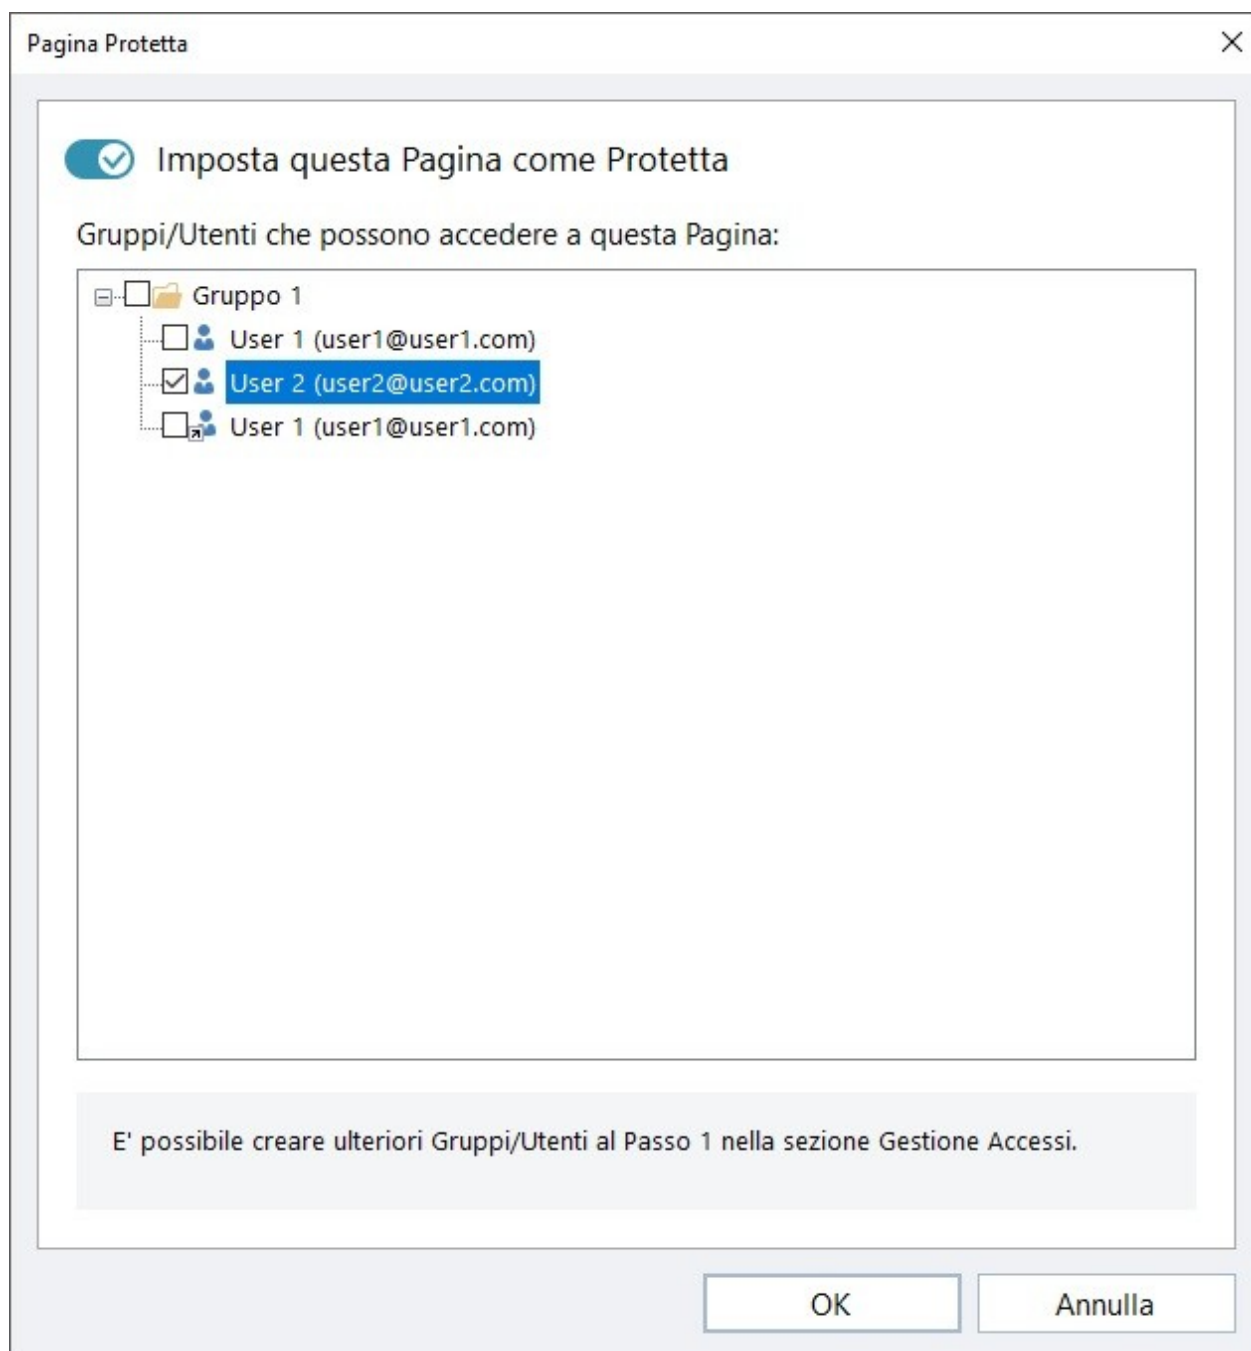 Pagina Protetta
Imposta questa Pagina come Protetta
Gruppi/Utenti che possono accedere a questa Pagina:
Gruppo 1
User 1 (user1@user1.com)
User 2 (user2@user2.com)
User 1 (user1@user1.com)
E' possibile creare ulteriori Gruppi/Utenti al Passo 1 nella sezione Gestione Accessi.
OK Annulla